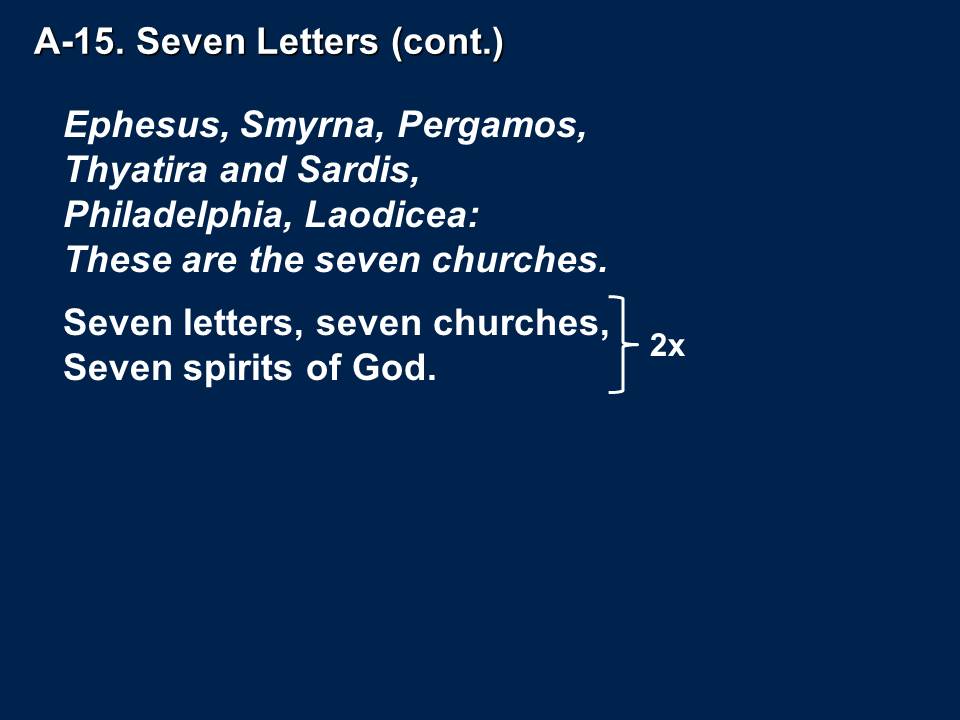 A-15. Seven Letters (cont.)
Ephesus, Smyrna, Pergamos,
Thyatira and Sardis,
Philadelphia, Laodicea:
These are the seven churches.
Seven letters, seven churches,
Seven spirits of God.
2x